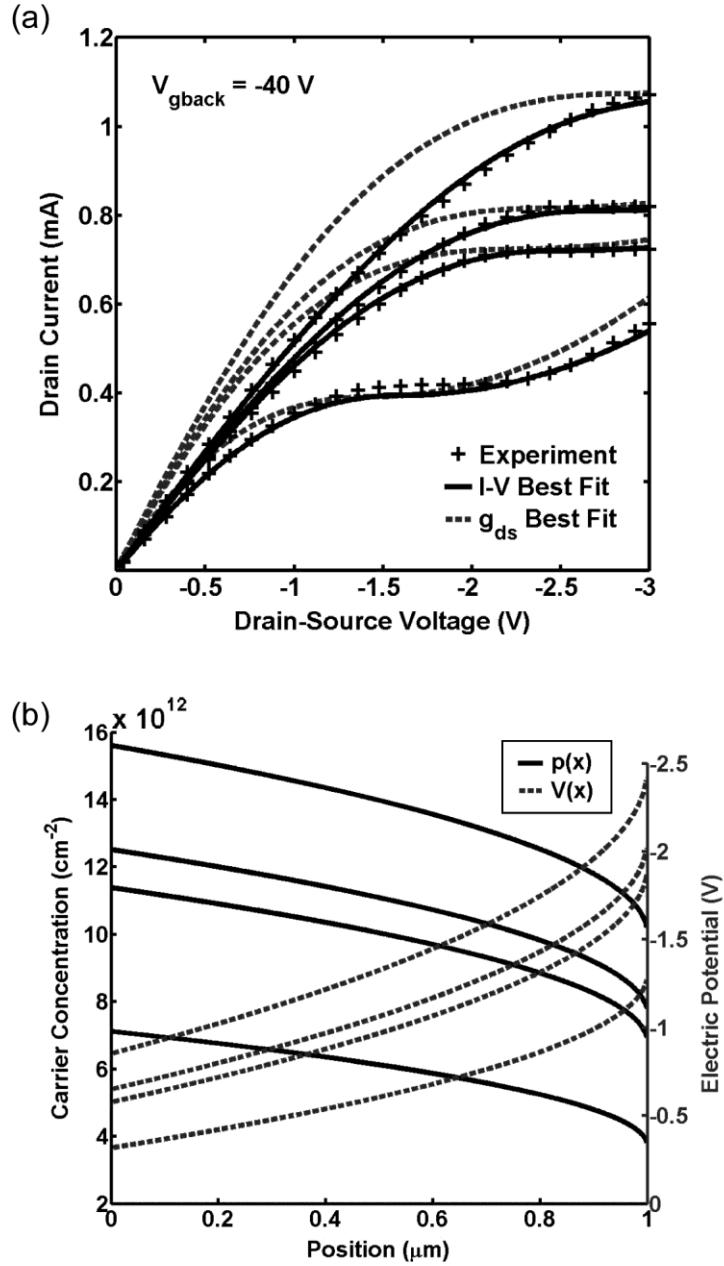 (a)
1.2
1
0.8
0.6
0.4
0.2
0
-0.5
-1
-1.5
-2
-2.5
-3
V_gback = -40 V
Drain Current (mA)
Experiment
I-V Best Fit
g_ds Best Fit
Drain-Source Voltage (V)
(b)
x 10^12
16
14
12
10
8
6
4
2
Carrier Concentration (cm^-2)
p(x)
V(x)
-2.5
-2
-1.5
-1
-0.5
0
Electric Potential (V)
0
0.2
0.4
0.6
0.8
1
Position (μm)